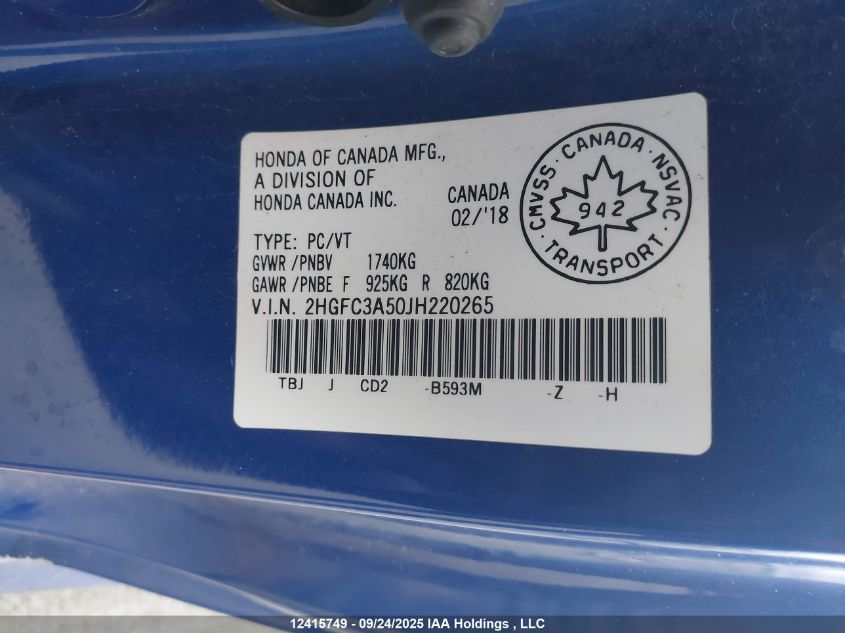 HONDA OF CANADA MFG.,
A DIVISION OF
HONDA CANADA INC.
CANADA
02/'18
CMVSS · CANADA · NSVAC · TRANSPORT ·
942
TYPE: PC/VT
GVWR /PNBV 1740KG
GAWR /PNBE F 925KG R 820KG
V.I.N. 2HGFC3A50JH220265
TBJ J CD2 -B593M -Z -H
12415749 - 09/24/2025 IAA Holdings , LLC